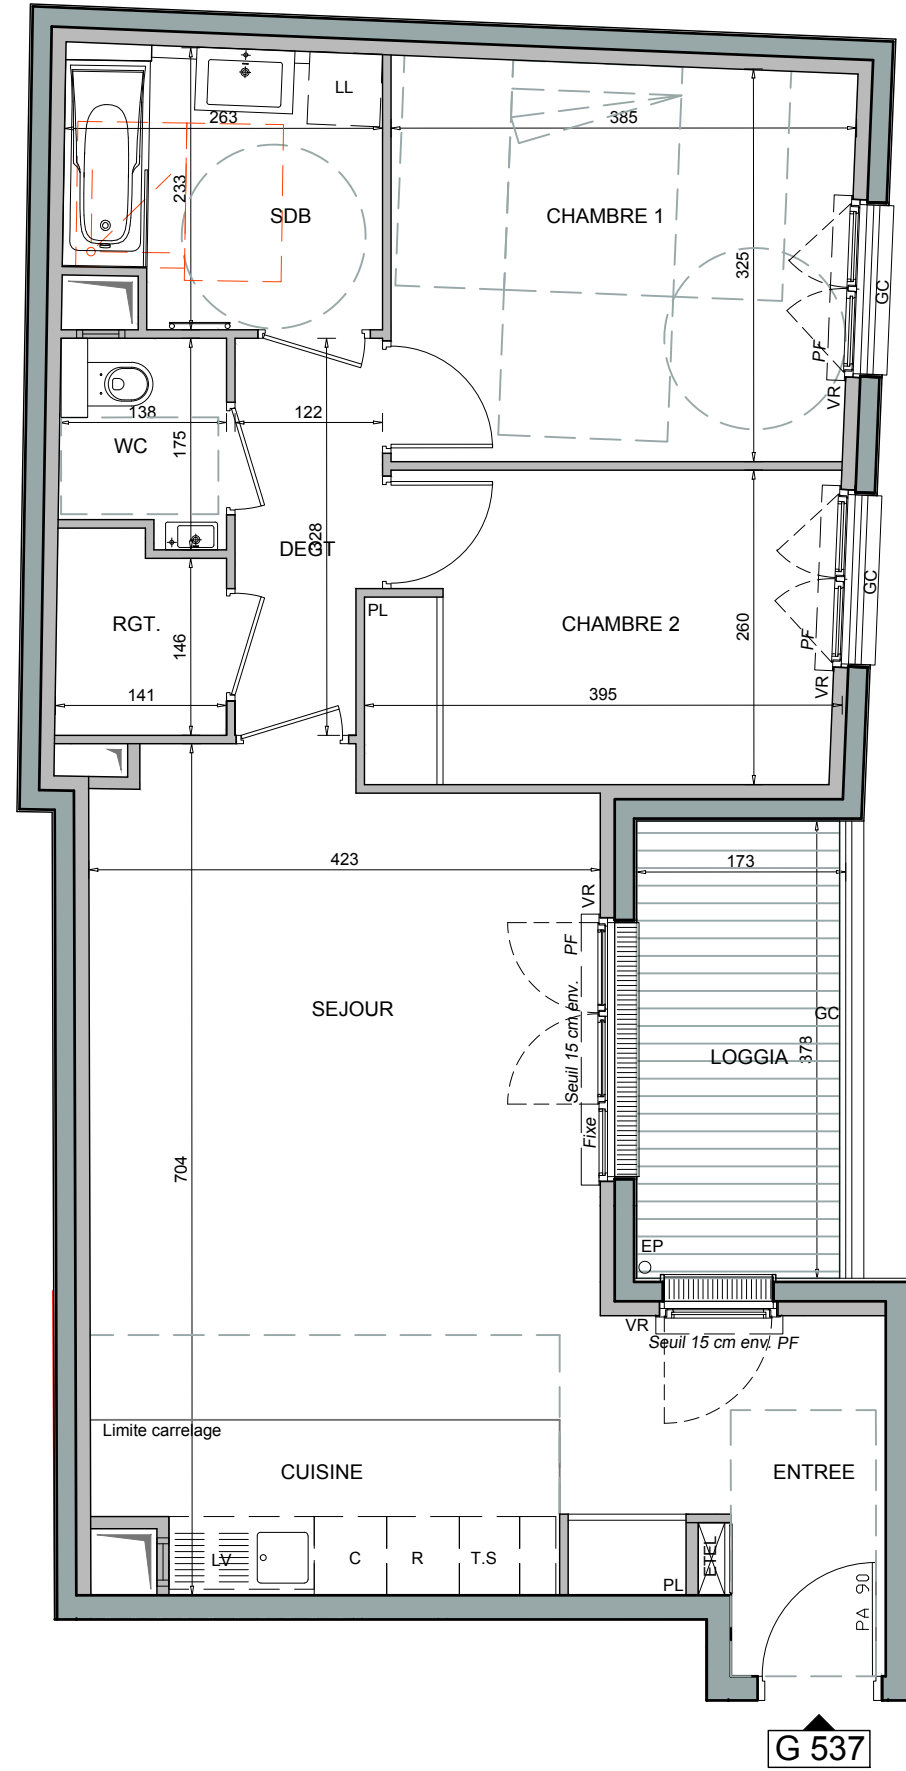 LL
263
385
233
SDB
CHAMBRE 1
325
GC
PF
VR
138
122
WC
175
328
DEGT
GC
PL
RGT.
CHAMBRE 2
146
260
PF
VR
141
395
423
173
VR
PF
SEJOUR
Seuil 15 cm env.
GC
LOGGIA
378
Fixe
704
EP
VR
Seuil 15 cm env. PF
Limite carrelage
CUISINE
ENTREE
LV
C
R
T.S
ETEL
PL
PA 90
G 537